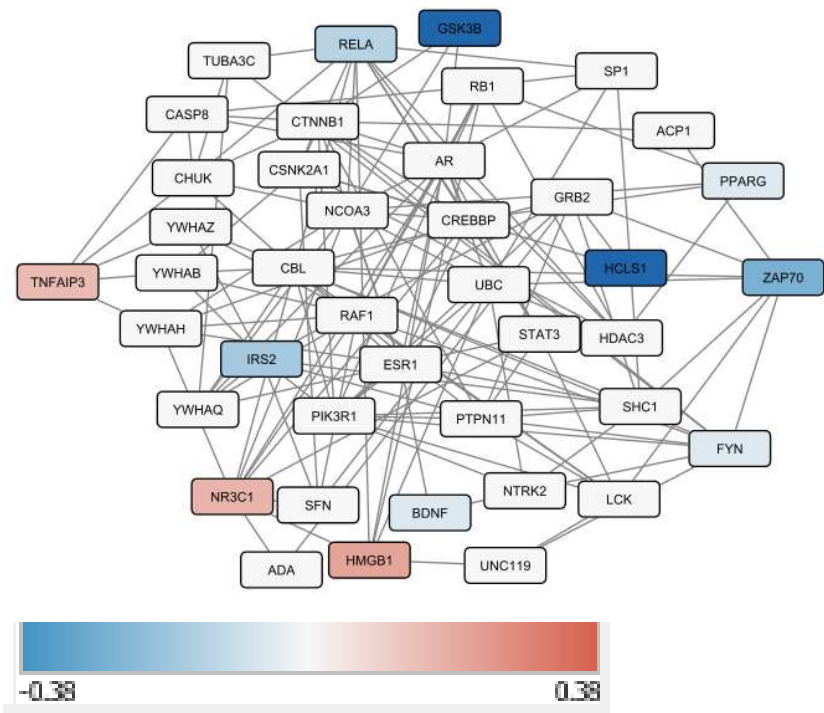 GSK3B
RELA
TUBA3C
SP1
RB1
CASP8
CTNNB1
ACP1
AR
CSNK2A1
CHUK
PPARG
GRB2
NCOA3
CREBBP
YWHAZ
CBL
HCLS1
YWHAB
TNFAIP3
ZAP70
UBC
RAF1
YWHAH
STAT3
HDAC3
IRS2
ESR1
YWHAQ
PIK3R1
PTPN11
SHC1
FYN
NR3C1
SFN
NTRK2
LCK
BDNF
HMGB1
ADA
UNC119
-0.38 0.38